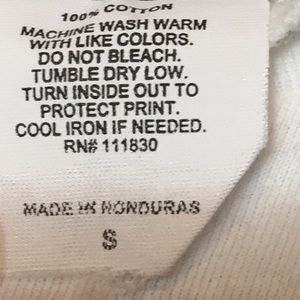 100% COTTON
MACHINE WASH WARM
WITH LIKE COLORS.
DO NOT BLEACH.
TUMBLE DRY LOW.
TURN INSIDE OUT TO
PROTECT PRINT.
COOL IRON IF NEEDED.
RN# 111830
MADE IN HONDURAS
S